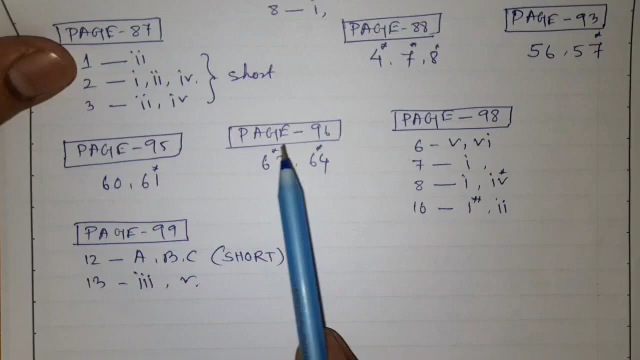 8 — i,
PAGE-87
1 — ii
2 — i, ii, iv.
3 — ii, iv
short
PAGE-88
4*, 7*, 8*
PAGE-93
56, 57*
PAGE-95
60, 61*
PAGE-96
64*
PAGE-98
6 — v, vi
7 — i,
8 — i, iv*
16 — i**, ii
PAGE-99
12 — A, B, C (SHORT)
13 — iii, v.